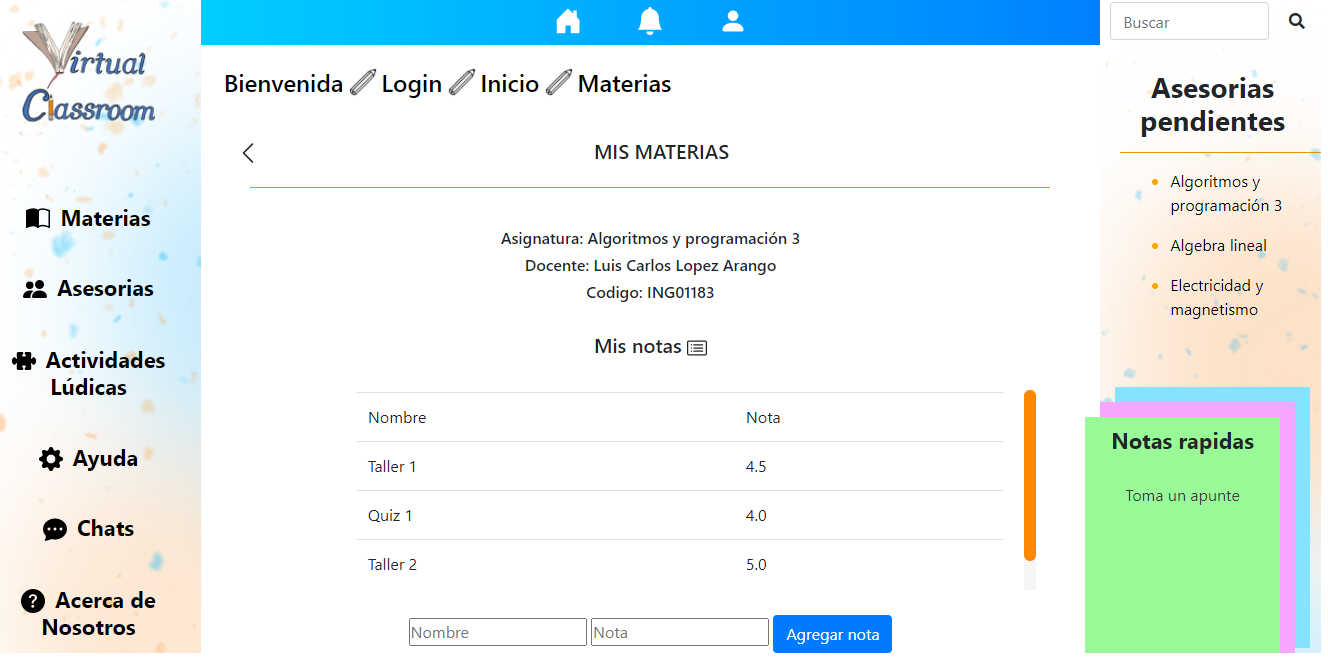 Virtual
Classroom
Materias
Asesorias
Actividades
Lúdicas
Ayuda
Chats
Acerca de
Nosotros
Bienvenida Login Inicio Materias
MIS MATERIAS
Asignatura: Algoritmos y programación 3
Docente: Luis Carlos Lopez Arango
Codigo: ING01183
Mis notas
Nombre Nota
Taller 1 4.5
Quiz 1 4.0
Taller 2 5.0
Nombre Nota Agregar nota
Buscar
Asesorias
pendientes
Algoritmos y
programación 3
Algebra lineal
Electricidad y
magnetismo
Notas rapidas
Toma un apunte